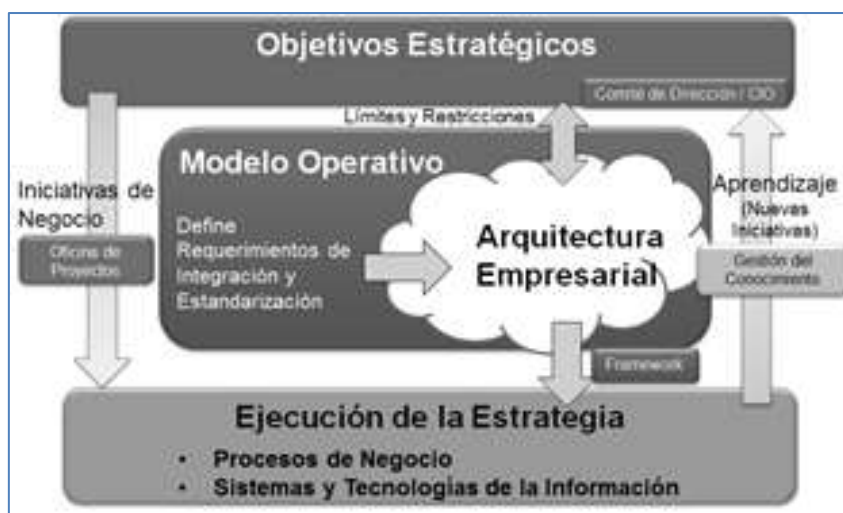 Objetivos Estratégicos
Comité de Dirección / CIO
Límites y Restricciones
Modelo Operativo
Iniciativas de
Negocio
Oficina de
Proyectos
Define
Requerimientos de
Integración y
Estandarización
Arquitectura
Empresarial
Aprendizaje
(Nuevas
Iniciativas)
Gestión del
Conocimiento
Framework
Ejecución de la Estrategia
• Procesos de Negocio
• Sistemas y Tecnologías de la Información